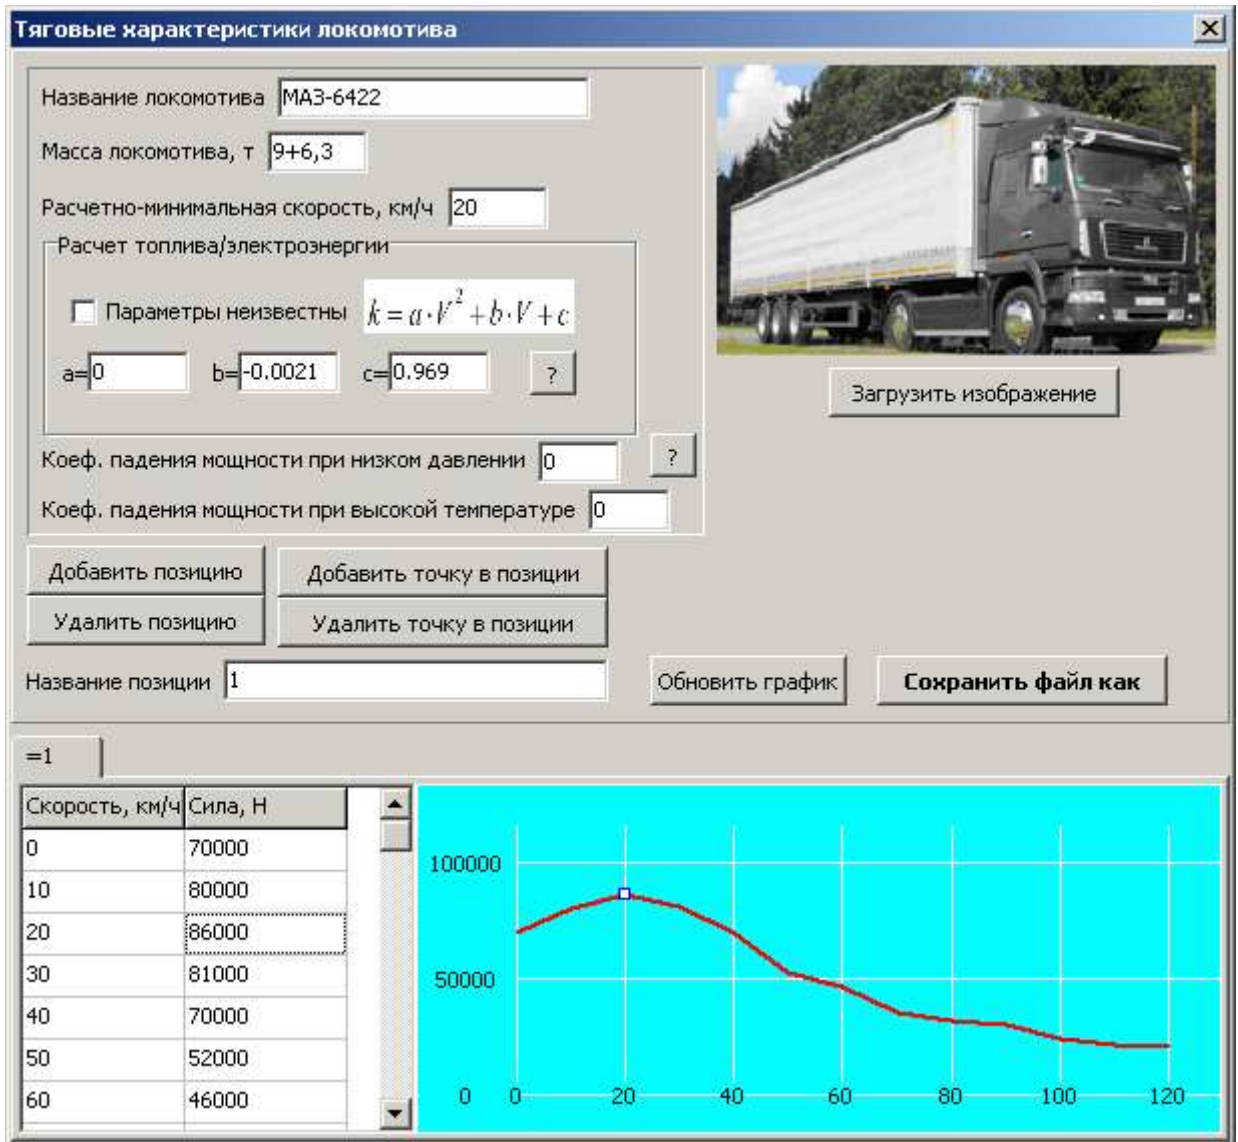 Тяговые характеристики локомотива
Название локомотива МАЗ-6422
Масса локомотива, т 9+6,3
Расчетно-минимальная скорость, км/ч 20
Расчет топлива/электроэнергии
Параметры неизвестны k = a · V² + b · V + c
a= 0 b= -0.0021 c= 0.969 ?
Загрузить изображение
Коеф. падения мощности при низком давлении 0 ?
Коеф. падения мощности при высокой температуре 0
Добавить позицию Добавить точку в позиции
Удалить позицию Удалить точку в позиции
Название позиции 1 Обновить график Сохранить файл как
=1
Скорость, км/ч Сила, Н
0 70000
10 80000
20 86000
30 81000
40 70000
50 52000
60 46000
100000
50000
0 0 20 40 60 80 100 120